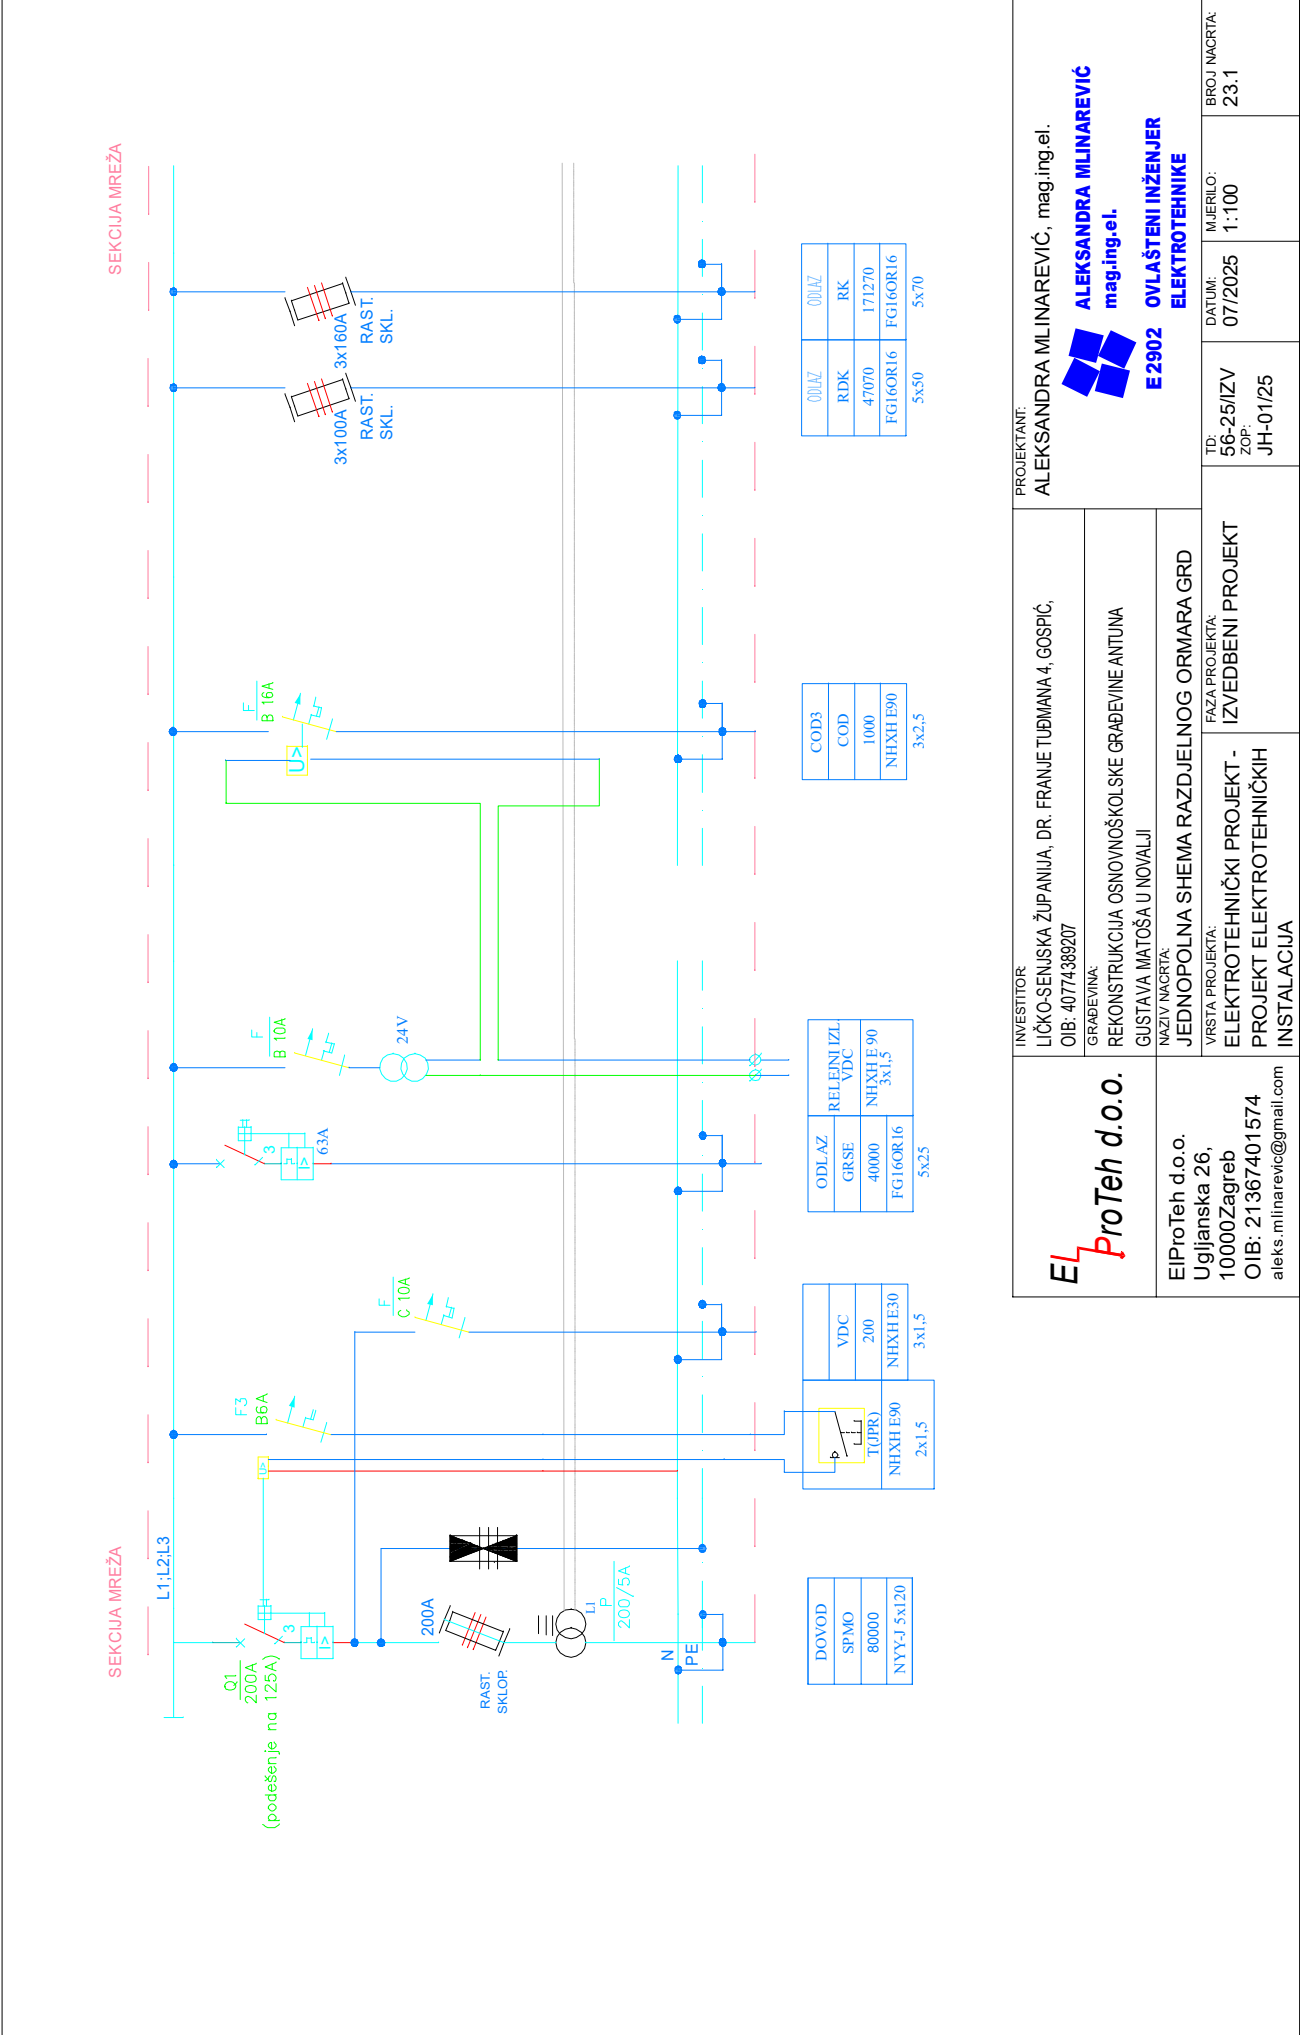 SEKCIJA MREŽA
SEKCIJA MREŽA
L1;L2;L3
Q1
200A
(podešenje na 125A)
3
I>
200A
RAST.
SKLOP.
L1
P
200/5A
N
PE
U>
F3
B6A
F
C 10A
3
I>
63A
F
B 10A
24V
F
B 16A
U>
3x100A
RAST.
SKL.
3x160A
RAST.
SKL.
DOVOD
SPMO
80000
NYY-J 5x120
T(JPR)
NHXH E90
2x1,5
VDC
200
NHXH E30
3x1,5
ODLAZ
GRSE
40000
FG16OR16
5x25
RELEJNI IZL.
VDC
NHXH E 90
3x1,5
COD3
COD
1000
NHXH E90
3x2,5
ODLAZ
RDK
47070
FG16OR16
5x50
ODLAZ
RK
171270
FG16OR16
5x70
El ProTeh d.o.o.
ElProTeh d.o.o.
Ugljanska 26,
10000Zagreb
OIB: 21367401574
aleks.mlinarevic@gmail.com
INVESTITOR:
LIČKO-SENJSKA ŽUPANIJA, DR. FRANJE TUĐMANA 4, GOSPIĆ,
OIB: 40774389207
GRAĐEVINA:
REKONSTRUKCIJA OSNOVNOŠKOLSKE GRAĐEVINE ANTUNA
GUSTAVA MATOŠA U NOVALJI
NAZIV NACRTA:
JEDNOPOLNA SHEMA RAZDJELNOG ORMARA GRD
VRSTA PROJEKTA:
ELEKTROTEHNIČKI PROJEKT -
PROJEKT ELEKTROTEHNIČKIH
INSTALACIJA
FAZA PROJEKTA:
IZVEDBENI PROJEKT
PROJEKTANT:
ALEKSANDRA MLINAREVIĆ, mag.ing.el.
ALEKSANDRA MLINAREVIĆ
mag.ing.el.
E 2902 OVLAŠTENI INŽENJER
ELEKTROTEHNIKE
TD:
56-25/IZV
ZOP:
JH-01/25
DATUM:
07/2025
MJERILO:
1:100
BROJ NACRTA:
23.1